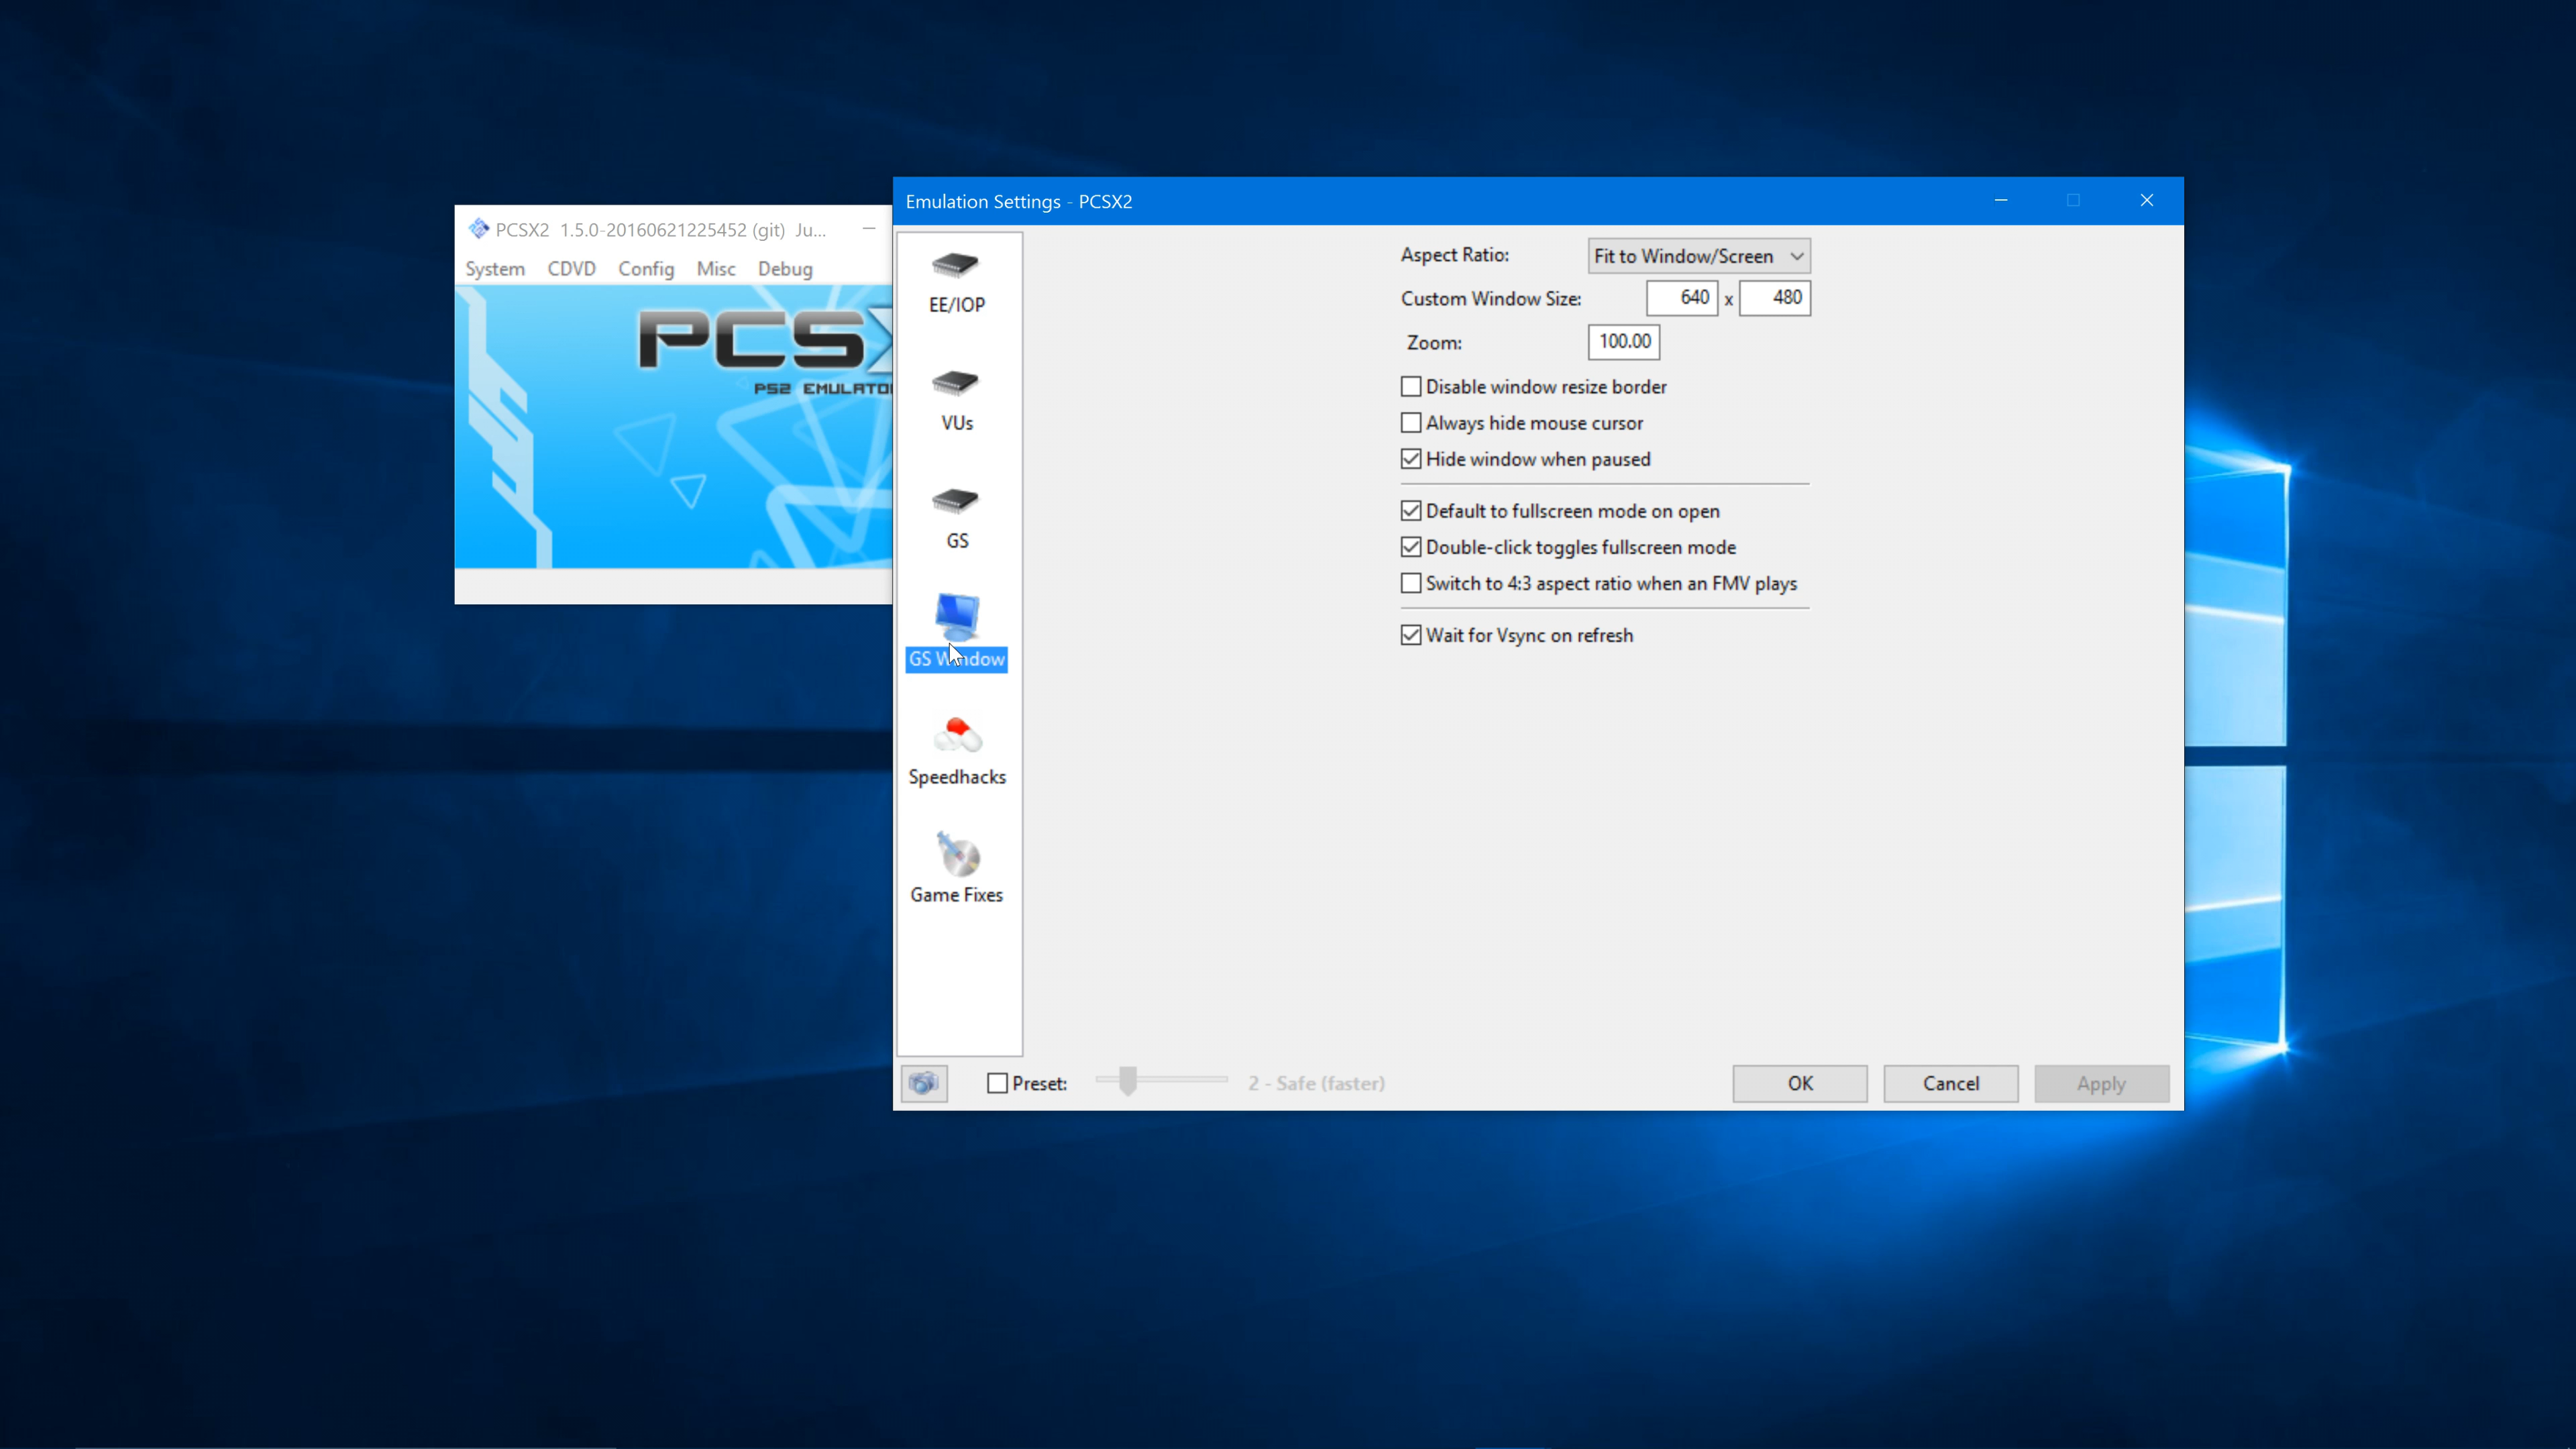 PCSX2 1.5.0-20160621225452 (git) Ju...
System CDVD Config Misc Debug
PCSX
PS2 EMULATO
Emulation Settings - PCSX2
EE/IOP
VUs
GS
GS Window
Speedhacks
Game Fixes
Aspect Ratio: Fit to Window/Screen
Custom Window Size: 640 x 480
Zoom: 100.00
Disable window resize border
Always hide mouse cursor
Hide window when paused
Default to fullscreen mode on open
Double-click toggles fullscreen mode
Switch to 4:3 aspect ratio when an FMV plays
Wait for Vsync on refresh
Preset: 2 - Safe (faster) OK Cancel Apply